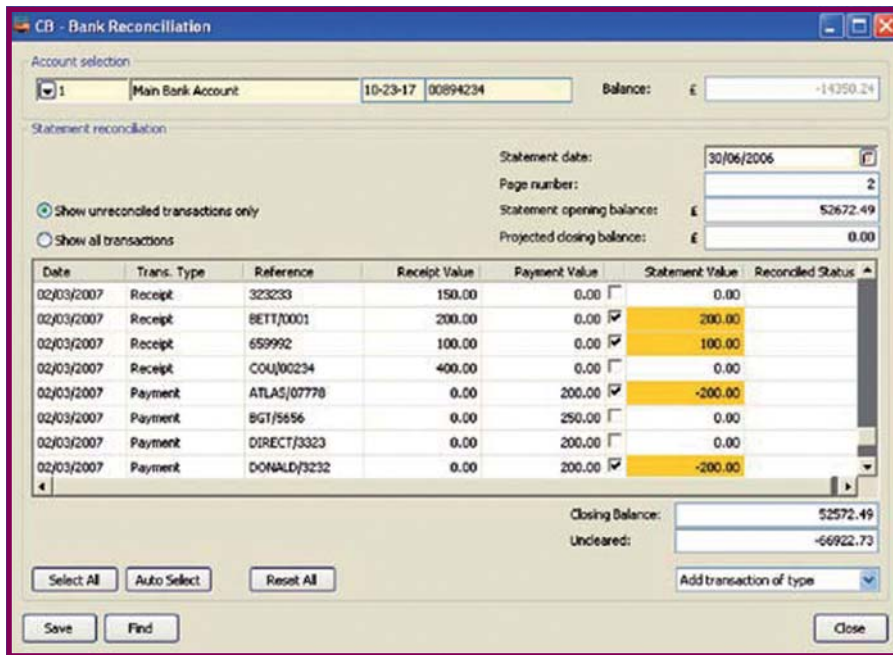 CB - Bank Reconciliation
Account selection
1 Main Bank Account 10-23-17 00894234 Balance: £ -14350.24
Statement reconciliation
Statement date: 30/06/2006
Page number: 2
Show unreconciled transactions only Statement opening balance: £ 52672.49
Show all transactions Projected closing balance: £ 0.00
Date Trans. Type Reference Receipt Value Payment Value Statement Value Reconciled Status
02/03/2007 Receipt 323233 150.00 0.00 0.00
02/03/2007 Receipt BETT/0001 200.00 0.00 200.00
02/03/2007 Receipt 659992 100.00 0.00 100.00
02/03/2007 Receipt COU/00234 400.00 0.00 0.00
02/03/2007 Payment ATLAS/07778 0.00 200.00 -200.00
02/03/2007 Payment BGT/5656 0.00 250.00 0.00
02/03/2007 Payment DIRECT/3323 0.00 200.00 0.00
02/03/2007 Payment DONALD/3232 0.00 200.00 -200.00
Closing Balance: 52572.49
Uncleared: -66922.73
Select All Auto Select Reset All Add transaction of type
Save Find Close